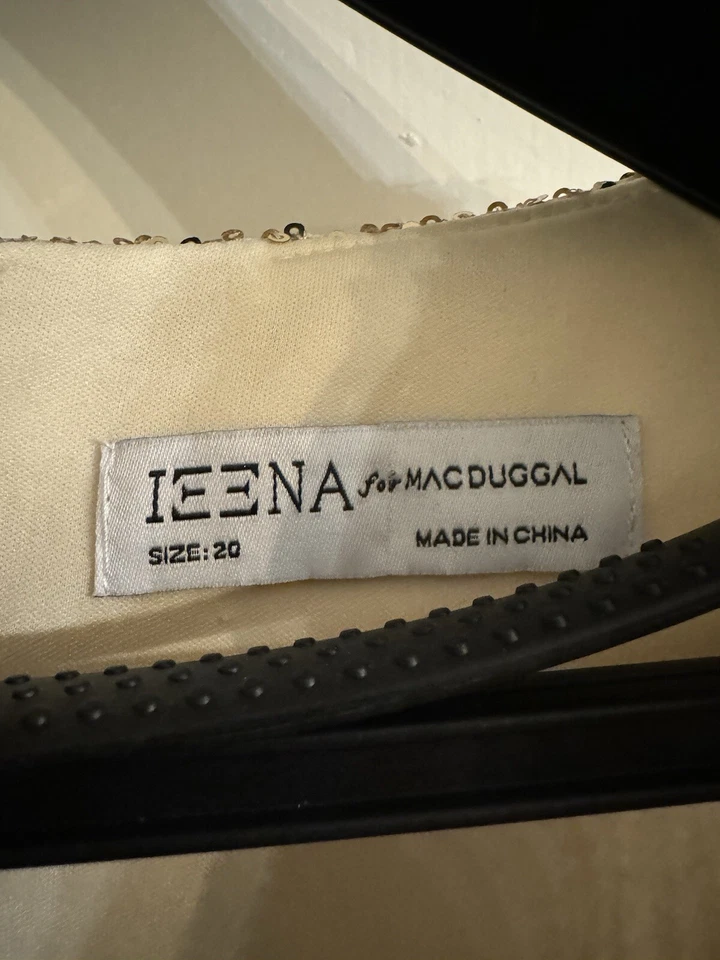 IEENA for MAC DUGGAL
SIZE: 20 MADE IN CHINA